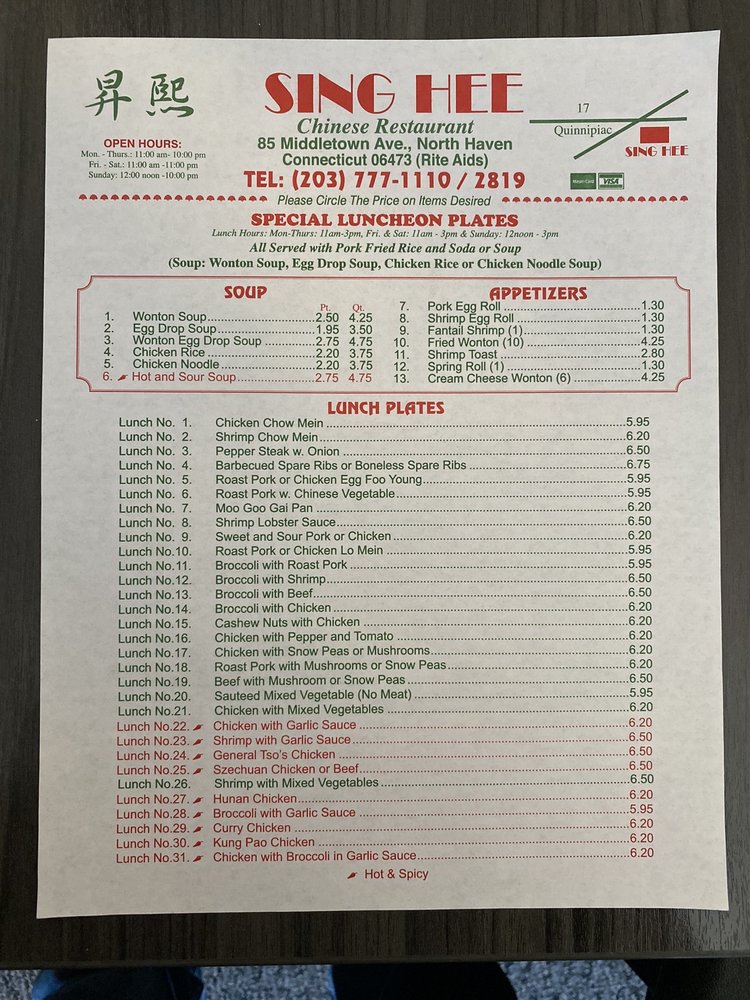 昇熙
SING HEE
Chinese Restaurant
85 Middletown Ave., North Haven
Connecticut 06473 (Rite Aids)
TEL: (203) 777-1110 / 2819
OPEN HOURS:
Mon. - Thurs.: 11:00 am- 10:00 pm
Fri. - Sat.: 11:00 am -11:00 pm
Sunday: 12:00 noon -10:00 pm
17
Quinnipiac
SING HEE
MasterCard VISA
Please Circle The Price on Items Desired
SPECIAL LUNCHEON PLATES
Lunch Hours: Mon-Thurs: 11am-3pm, Fri. & Sat: 11am - 3pm & Sunday: 12noon - 3pm
All Served with Pork Fried Rice and Soda or Soup
(Soup: Wonton Soup, Egg Drop Soup, Chicken Rice or Chicken Noodle Soup)
SOUP
Pt. Qt.
1. Wonton Soup 2.50 4.25
2. Egg Drop Soup 1.95 3.50
3. Wonton Egg Drop Soup 2.75 4.75
4. Chicken Rice 2.20 3.75
5. Chicken Noodle 2.20 3.75
6. Hot and Sour Soup 2.75 4.75
APPETIZERS
7. Pork Egg Roll 1.30
8. Shrimp Egg Roll 1.30
9. Fantail Shrimp (1) 1.30
10. Fried Wonton (10) 4.25
11. Shrimp Toast 2.80
12. Spring Roll (1) 1.30
13. Cream Cheese Wonton (6) 4.25
LUNCH PLATES
Lunch No. 1. Chicken Chow Mein 5.95
Lunch No. 2. Shrimp Chow Mein 6.20
Lunch No. 3. Pepper Steak w. Onion 6.50
Lunch No. 4. Barbecued Spare Ribs or Boneless Spare Ribs 6.75
Lunch No. 5. Roast Pork or Chicken Egg Foo Young 5.95
Lunch No. 6. Roast Pork w. Chinese Vegetable 5.95
Lunch No. 7. Moo Goo Gai Pan 6.20
Lunch No. 8. Shrimp Lobster Sauce 6.50
Lunch No. 9. Sweet and Sour Pork or Chicken 6.20
Lunch No.10. Roast Pork or Chicken Lo Mein 5.95
Lunch No.11. Broccoli with Roast Pork 5.95
Lunch No.12. Broccoli with Shrimp 6.50
Lunch No.13. Broccoli with Beef 6.50
Lunch No.14. Broccoli with Chicken 6.20
Lunch No.15. Cashew Nuts with Chicken 6.20
Lunch No.16. Chicken with Pepper and Tomato 6.20
Lunch No.17. Chicken with Snow Peas or Mushrooms 6.20
Lunch No.18. Roast Pork with Mushrooms or Snow Peas 6.20
Lunch No.19. Beef with Mushroom or Snow Peas 6.50
Lunch No.20. Sauteed Mixed Vegetable (No Meat) 5.95
Lunch No.21. Chicken with Mixed Vegetables 6.20
Lunch No.22. Chicken with Garlic Sauce 6.20
Lunch No.23. Shrimp with Garlic Sauce 6.50
Lunch No.24. General Tso's Chicken 6.50
Lunch No.25. Szechuan Chicken or Beef 6.50
Lunch No.26. Shrimp with Mixed Vegetables 6.50
Lunch No.27. Hunan Chicken 6.20
Lunch No.28. Broccoli with Garlic Sauce 5.95
Lunch No.29. Curry Chicken 6.20
Lunch No.30. Kung Pao Chicken 6.20
Lunch No.31. Chicken with Broccoli in Garlic Sauce 6.20
Hot & Spicy